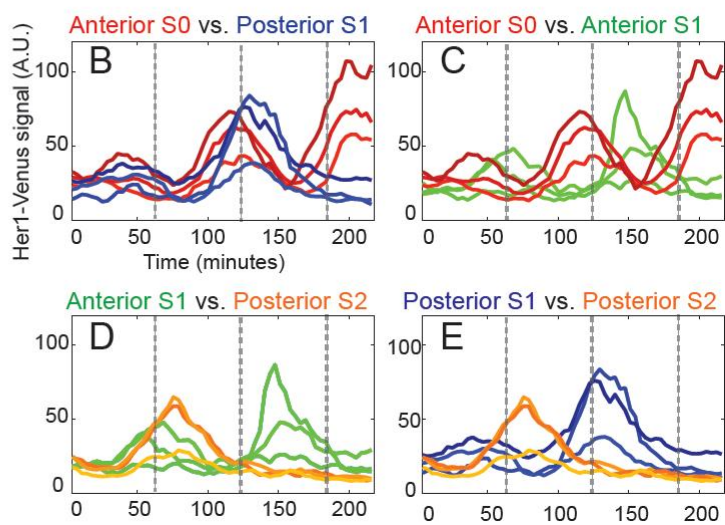 Anterior S0 vs. Posterior S1
Anterior S0 vs. Anterior S1
Her1-Venus signal (A.U.)
B
100
50
0
0 50 100 150 200
Time (minutes)
C
100
50
0
0 50 100 150 200
Anterior S1 vs. Posterior S2
Posterior S1 vs. Posterior S2
D
100
50
0
0 50 100 150 200
E
100
50
0
0 50 100 150 200